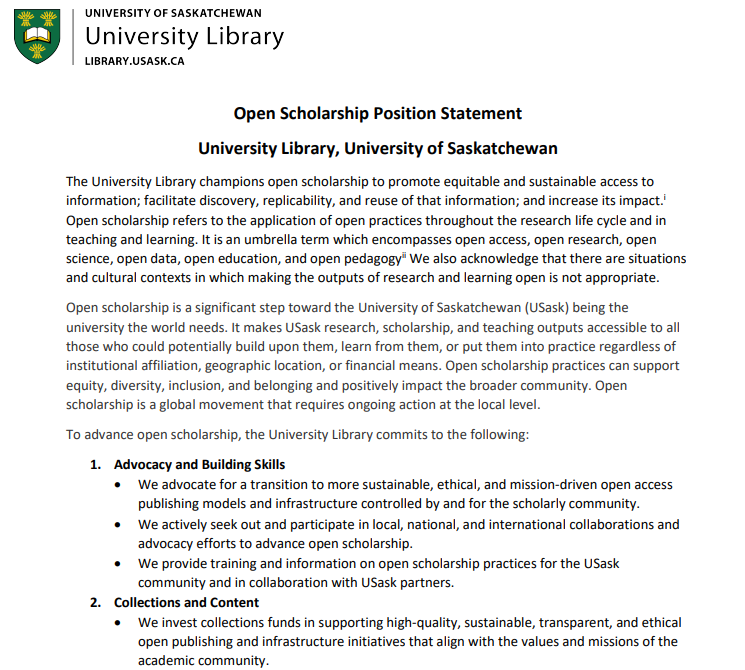 UNIVERSITY OF SASKATCHEWAN
University Library
LIBRARY.USASK.CA
Open Scholarship Position Statement
University Library, University of Saskatchewan
The University Library champions open scholarship to promote equitable and sustainable access to
information; facilitate discovery, replicability, and reuse of that information; and increase its impact.ⁱ
Open scholarship refers to the application of open practices throughout the research life cycle and in
teaching and learning. It is an umbrella term which encompasses open access, open research, open
science, open data, open education, and open pedagogyⁱⁱ We also acknowledge that there are situations
and cultural contexts in which making the outputs of research and learning open is not appropriate.
Open scholarship is a significant step toward the University of Saskatchewan (USask) being the
university the world needs. It makes USask research, scholarship, and teaching outputs accessible to all
those who could potentially build upon them, learn from them, or put them into practice regardless of
institutional affiliation, geographic location, or financial means. Open scholarship practices can support
equity, diversity, inclusion, and belonging and positively impact the broader community. Open
scholarship is a global movement that requires ongoing action at the local level.
To advance open scholarship, the University Library commits to the following:
1. Advocacy and Building Skills
• We advocate for a transition to more sustainable, ethical, and mission-driven open access
publishing models and infrastructure controlled by and for the scholarly community.
• We actively seek out and participate in local, national, and international collaborations and
advocacy efforts to advance open scholarship.
• We provide training and information on open scholarship practices for the USask
community and in collaboration with USask partners.
2. Collections and Content
• We invest collections funds in supporting high-quality, sustainable, transparent, and ethical
open publishing and infrastructure initiatives that align with the values and missions of the
academic community.